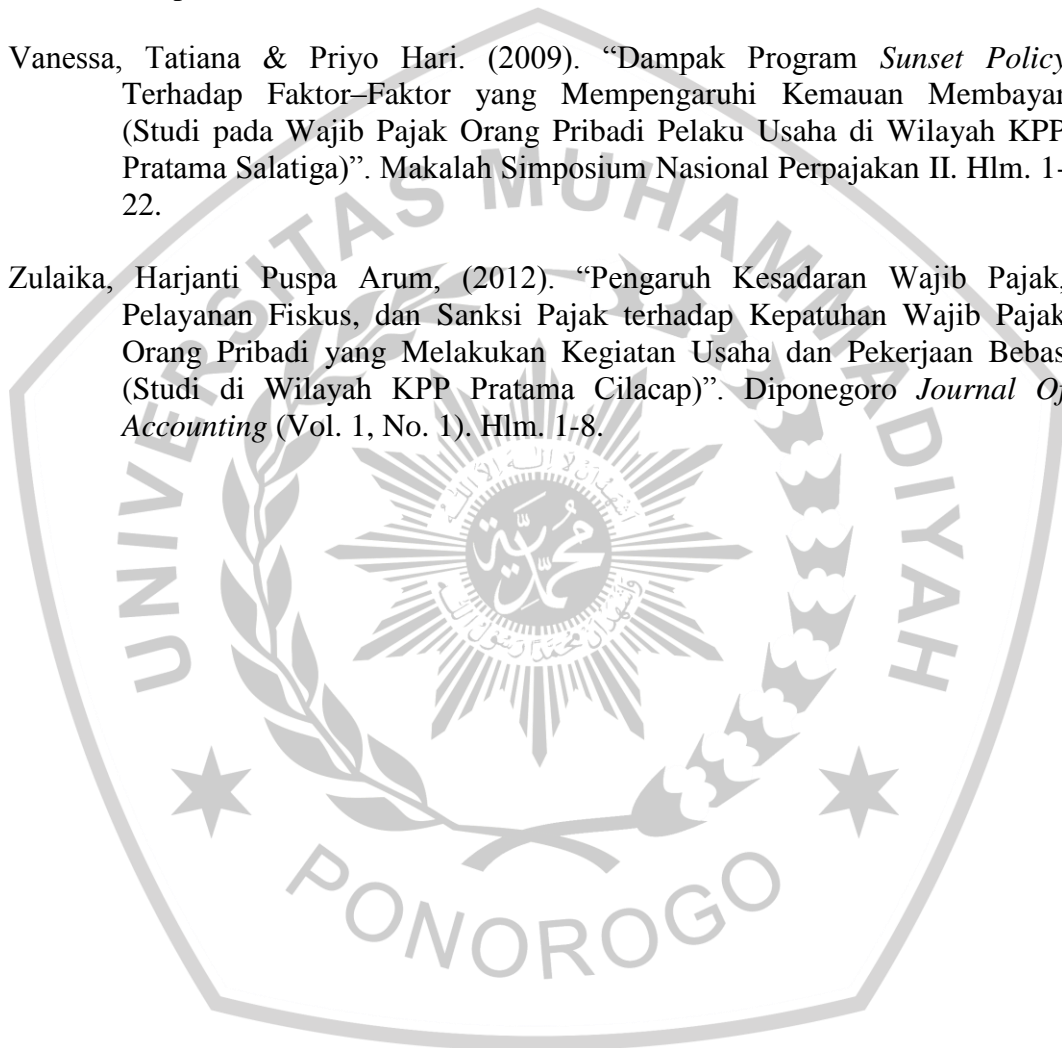 Vanessa, Tatiana & Priyo Hari. (2009). “Dampak Program Sunset Policy
Terhadap Faktor–Faktor yang Mempengaruhi Kemauan Membayar
(Studi pada Wajib Pajak Orang Pribadi Pelaku Usaha di Wilayah KPP
Pratama Salatiga)”. Makalah Simposium Nasional Perpajakan II. Hlm. 1-
22.
Zulaika, Harjanti Puspa Arum, (2012). “Pengaruh Kesadaran Wajib Pajak,
Pelayanan Fiskus, dan Sanksi Pajak terhadap Kepatuhan Wajib Pajak
Orang Pribadi yang Melakukan Kegiatan Usaha dan Pekerjaan Bebas
(Studi di Wilayah KPP Pratama Cilacap)”. Diponegoro Journal Of
Accounting (Vol. 1, No. 1). Hlm. 1-8.
UNIVERSITAS MUHAMMADIYAH
PONOROGO